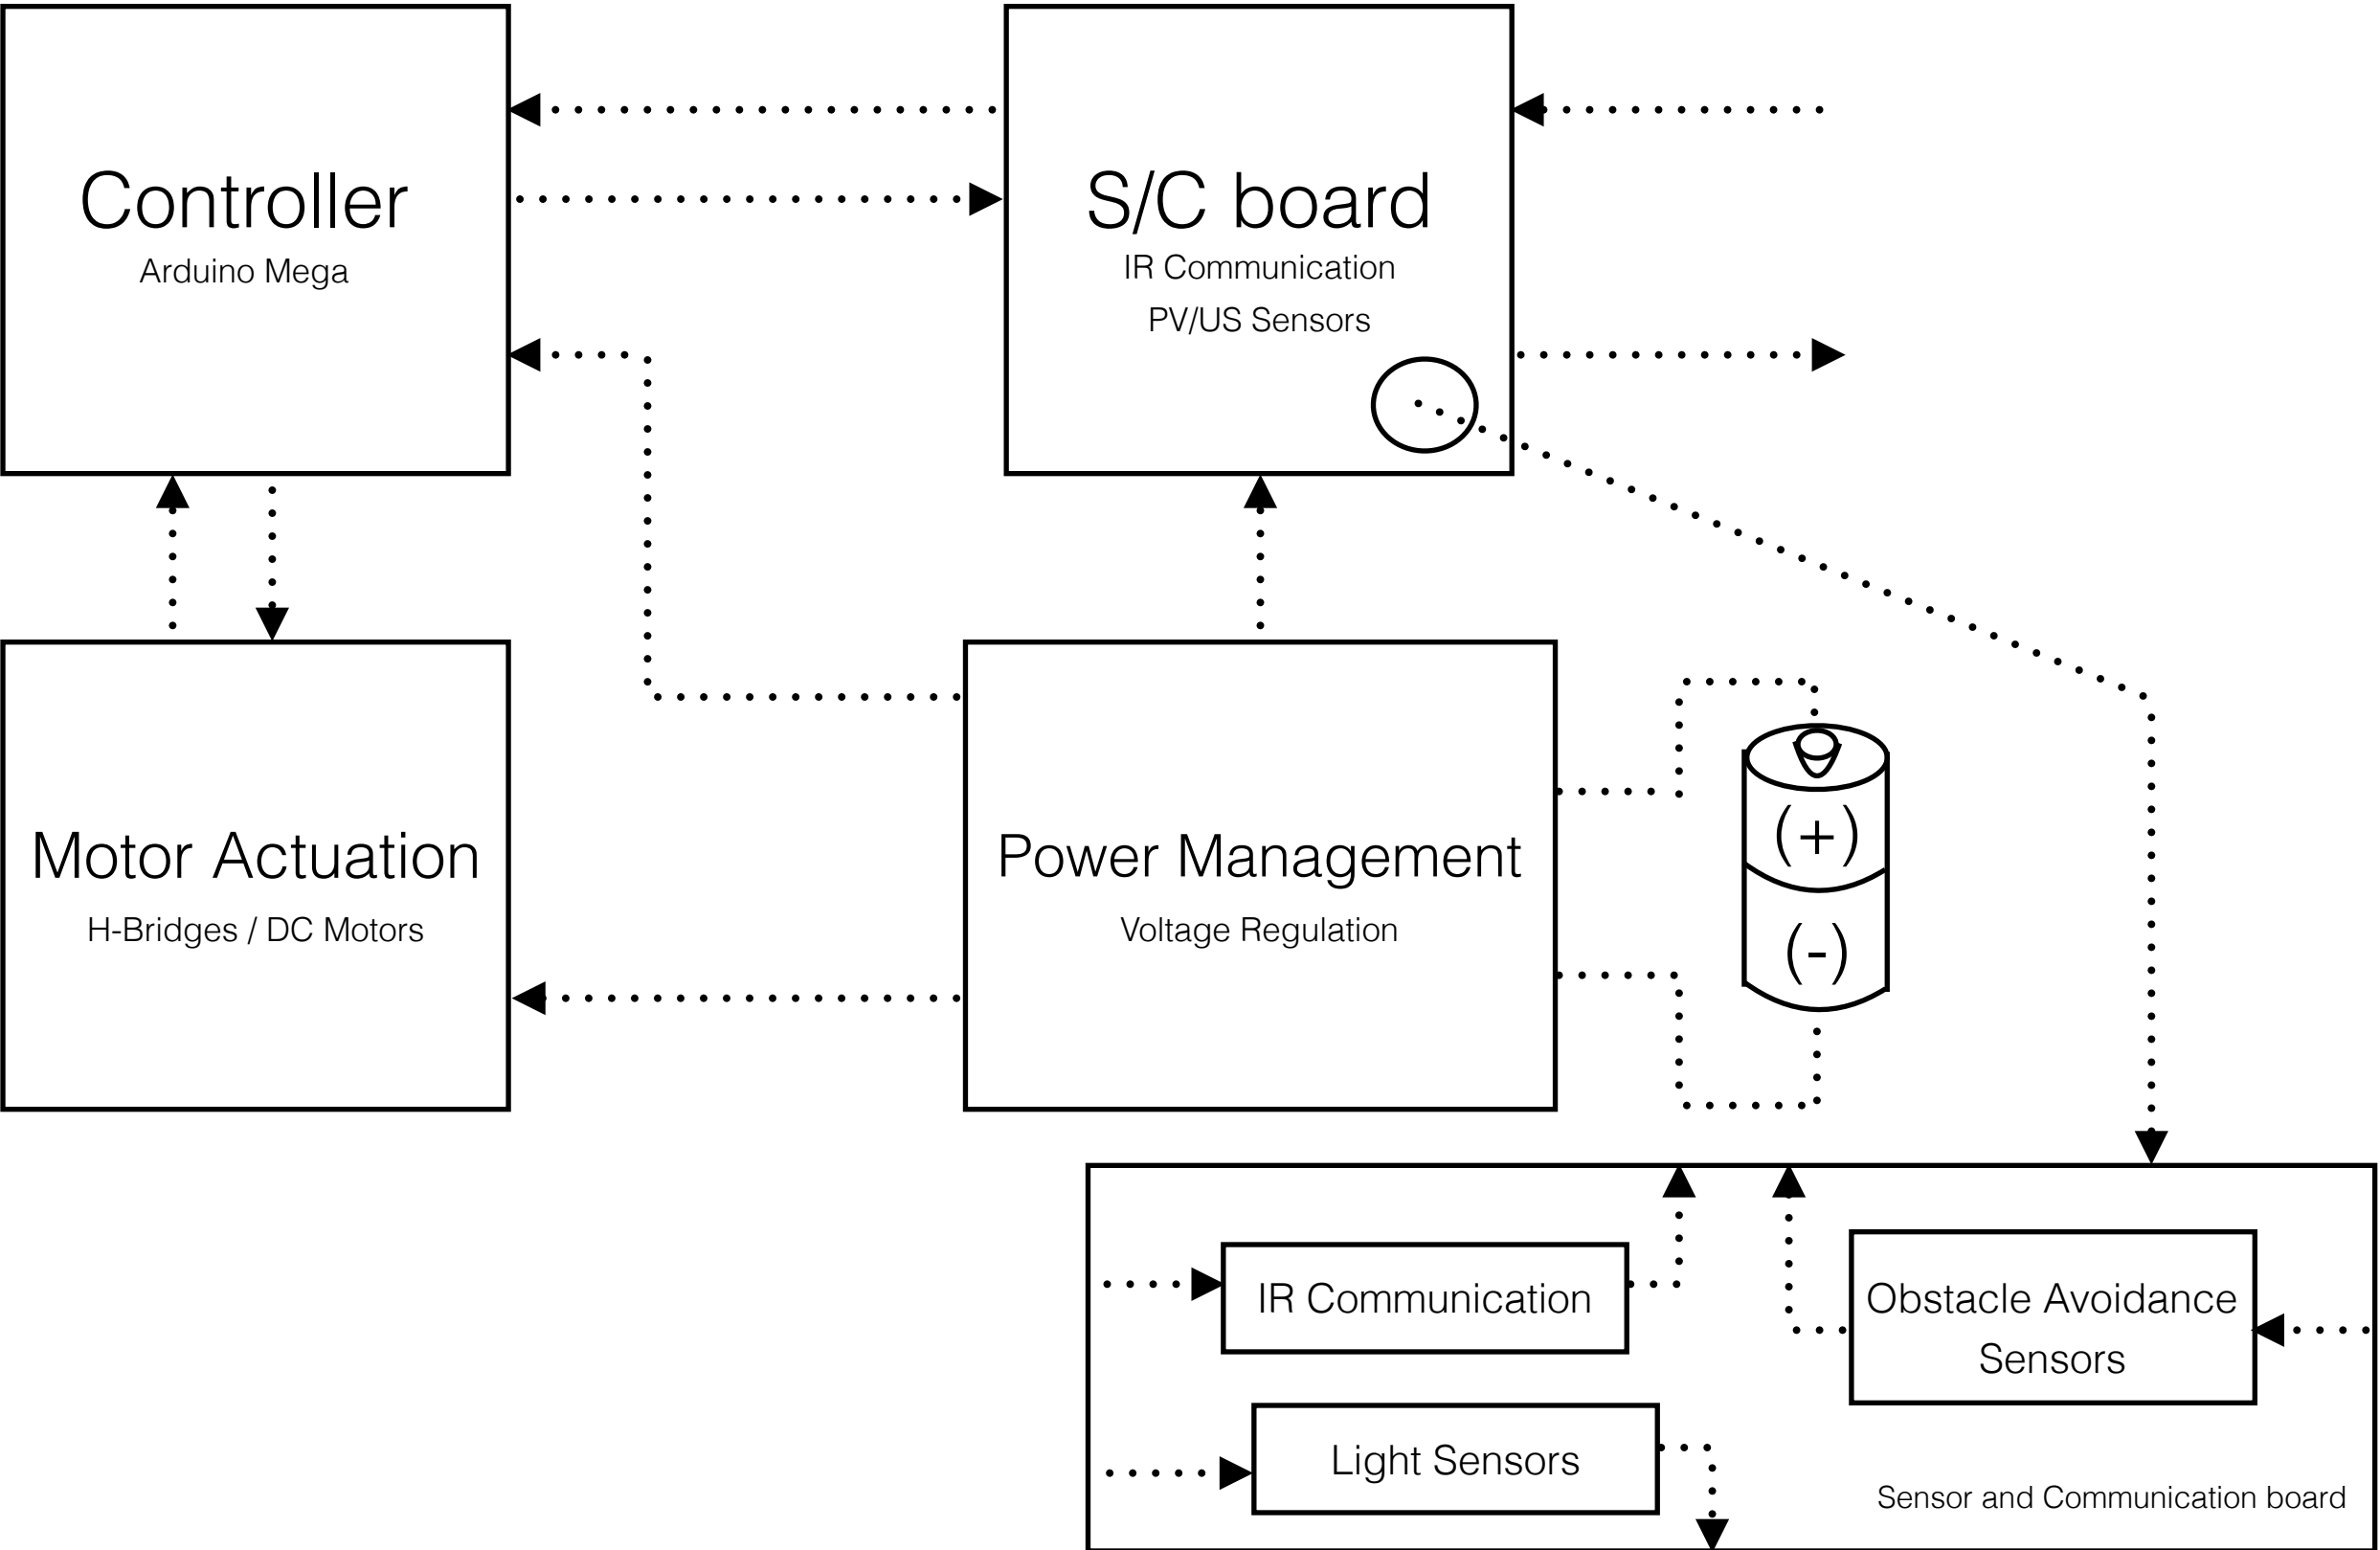 Controller
Arduino Mega
S/C board
IR Communication
PV/US Sensors
Motor Actuation
H-Bridges / DC Motors
Power Management
Voltage Regulation
(+)
(-)
IR Communication
Obstacle Avoidance
Sensors
Light Sensors
Sensor and Communication board